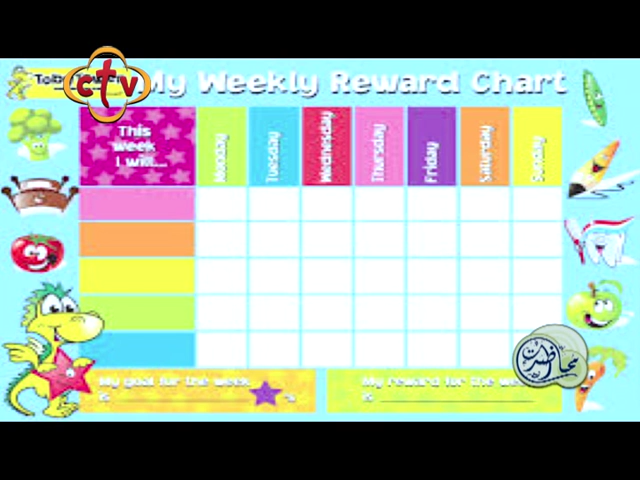 My Weekly Reward Chart
ctv
This
week
I will...
Monday
Tuesday
Wednesday
Thursday
Friday
Saturday
Sunday
My goal for the week
is
My reward for the
is
محاضرات